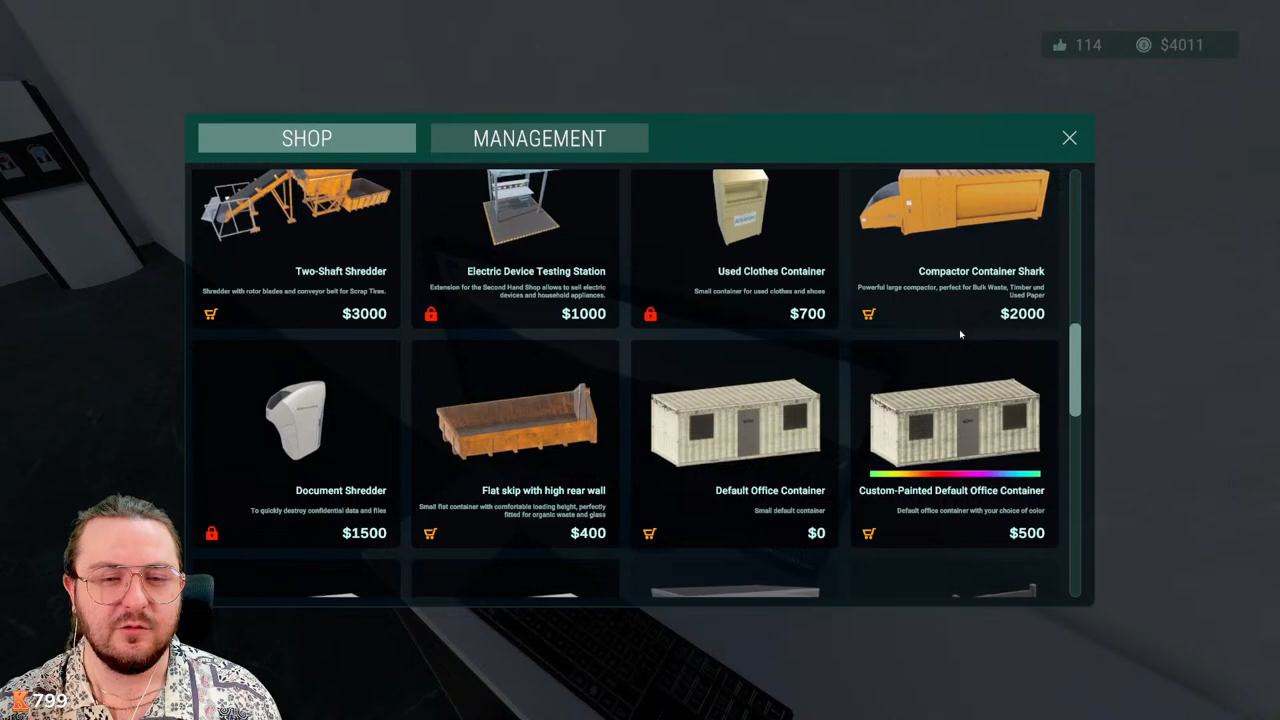 114 $4011
SHOP MANAGEMENT
Two-Shaft Shredder
Shredder with rotor blades and conveyor belt for Scrap Tires.
$3000
Electric Device Testing Station
Extension for the Second Hand Shop allows to sell electric
devices and household appliances.
$1000
Used Clothes Container
Small container for used clothes and shoes
$700
Compactor Container Shark
Powerful large compactor, perfect for Bulk Waste, Timber und
Used Paper
$2000
Document Shredder
To quickly destroy confidential data and files
$1500
Flat skip with high rear wall
Small flat container with comfortable loading height, perfectly
fitted for organic waste and glass
$400
Default Office Container
Small default container
$0
Custom-Painted Default Office Container
Default office container with your choice of color
$500
799